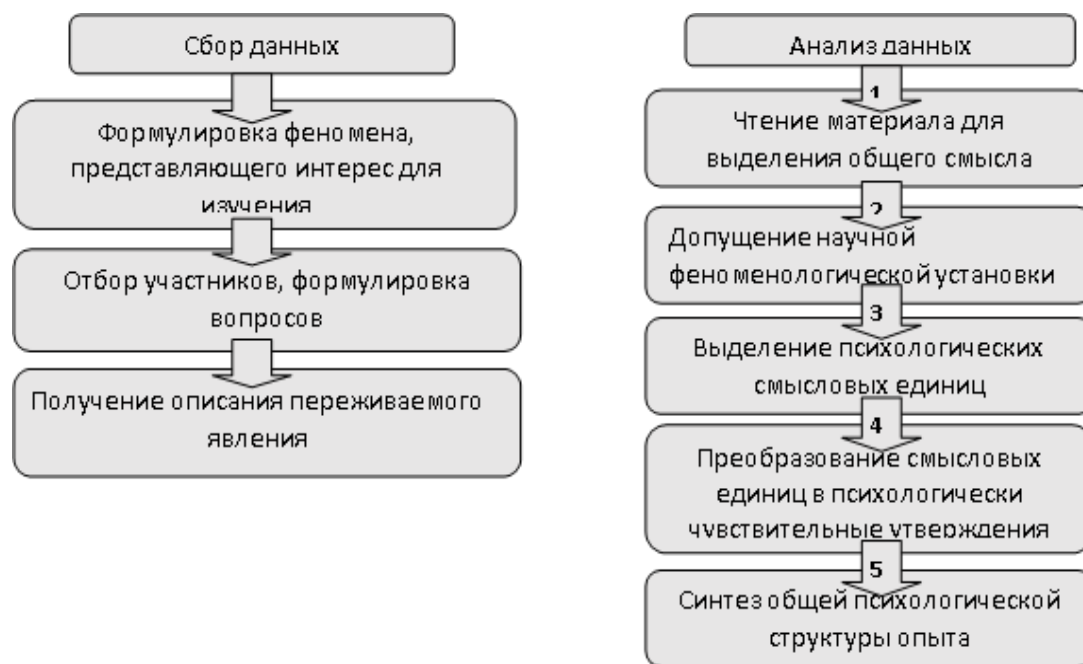 Сбор данных
Формулировка феномена,
представляющего интерес для
изучения
Отбор участников, формулировка
вопросов
Получение описания переживаемого
явления
Анализ данных
1
Чтение материала для
выделения общего смысла
2
Допущение научной
феноменологической установки
3
Выделение психологических
смысловых единиц
4
Преобразование смысловых
единиц в психологически
чувствительные утверждения
5
Синтез общей психологической
структуры опыта